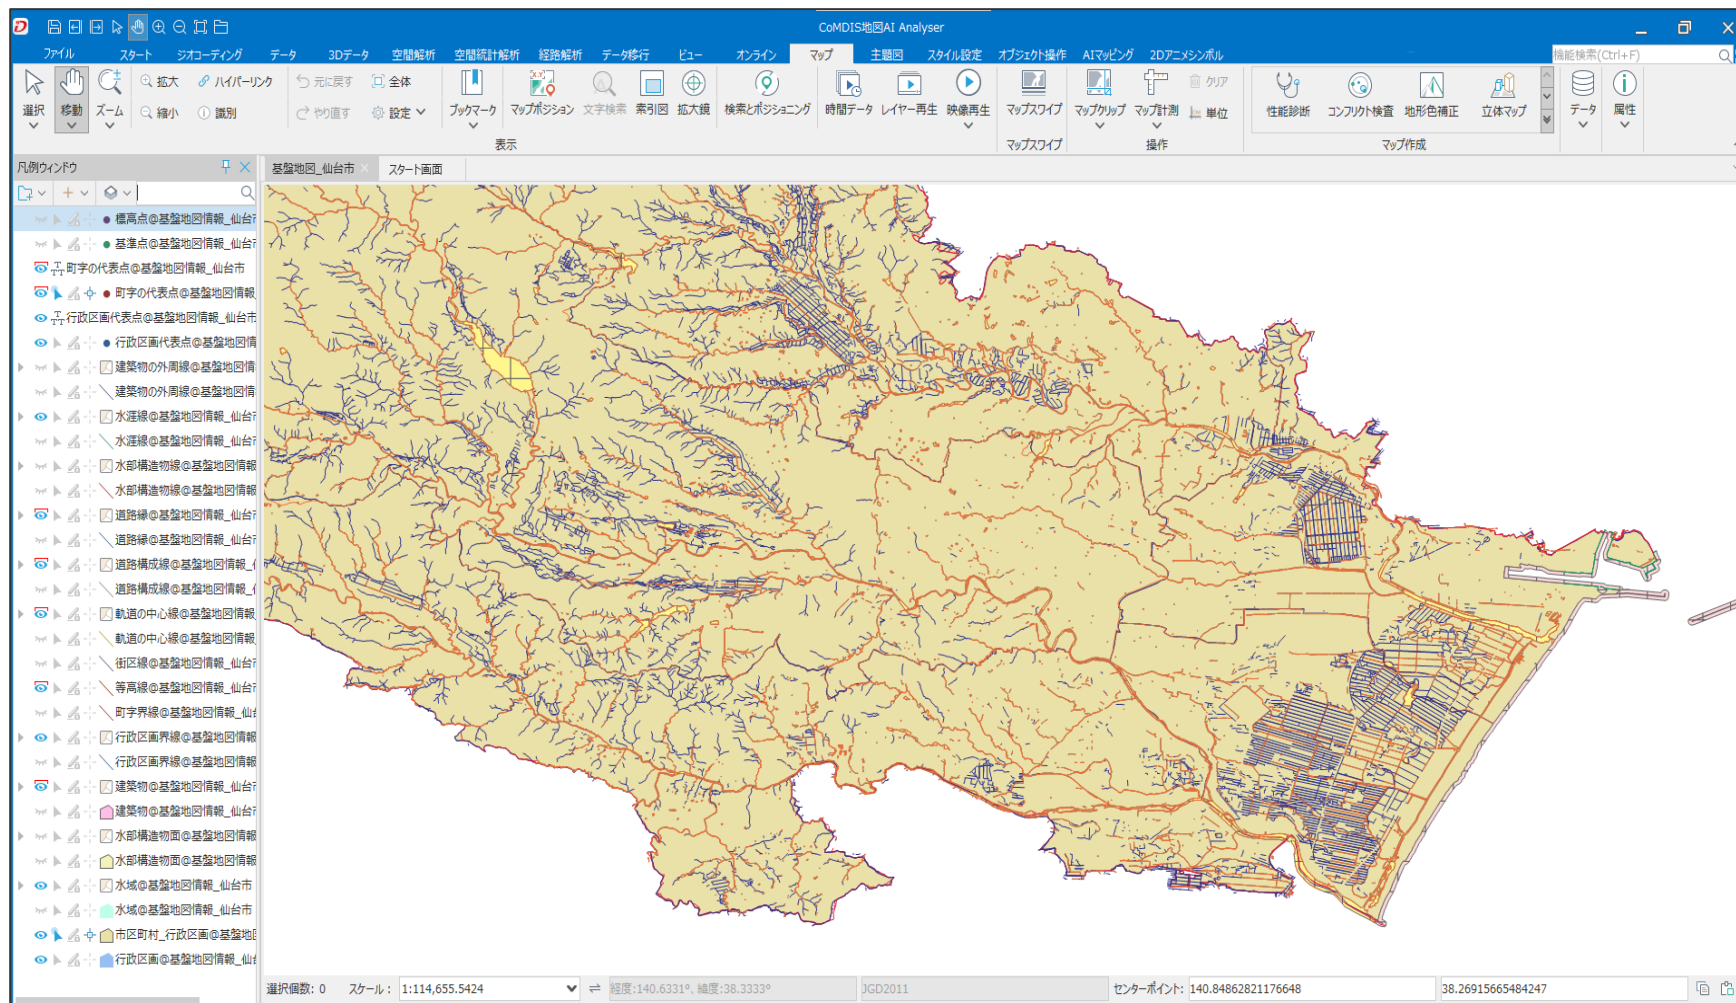 CoMDIS地図AI Analyser
ファイル スタート ジオコーディング データ 3Dデータ 空間解析 空間統計解析 経路解析 データ移行 ビュー オンライン マップ 主題図 スタイル設定 オブジェクト操作 AIマッピング 2Dアニメシンボル 機能検索(Ctrl+F)
選択 移動 ズーム 拡大 縮小 ハイパーリンク 識別 元に戻す やり直す 全体 設定 ブックマーク マップポジション 文字検索 索引図 拡大鏡 検索とポジショニング 時間データ レイヤー再生 映像再生 マップスワイプ マップクリップ マップ計測 クリア 単位 性能診断 コンフリクト検査 地形色補正 立体マップ データ 属性
表示 マップスワイプ 操作 マップ作成
凡例ウィンドウ
基盤地図_仙台市 スタート画面
標高点@基盤地図情報_仙台市
基準点@基盤地図情報_仙台市
町字の代表点@基盤地図情報_仙台市
町字の代表点@基盤地図情報
行政区画代表点@基盤地図情報_仙台市
行政区画代表点@基盤地図情
建築物の外周線@基盤地図情
建築物の外周線@基盤地図情
水涯線@基盤地図情報_仙台市
水涯線@基盤地図情報_仙台市
水部構造物線@基盤地図情報
水部構造物線@基盤地図情報
道路縁@基盤地図情報_仙台市
道路縁@基盤地図情報_仙台市
道路構成線@基盤地図情報_
道路構成線@基盤地図情報_
軌道の中心線@基盤地図情報
軌道の中心線@基盤地図情報
街区線@基盤地図情報_仙台市
等高線@基盤地図情報_仙台市
町字界線@基盤地図情報_仙台
行政区画界線@基盤地図情報
行政区画界線@基盤地図情報
建築物@基盤地図情報_仙台市
建築物@基盤地図情報_仙台市
水部構造物面@基盤地図情報
水部構造物面@基盤地図情報
水域@基盤地図情報_仙台市
水域@基盤地図情報_仙台市
市区町村_行政区画@基盤地図
行政区画@基盤地図情報_仙台
選択個数: 0 スケール: 1:114,655.5424 経度:140.6331°, 緯度:38.3333° JGD2011 センターポイント: 140.84862821176648 38.26915665484247